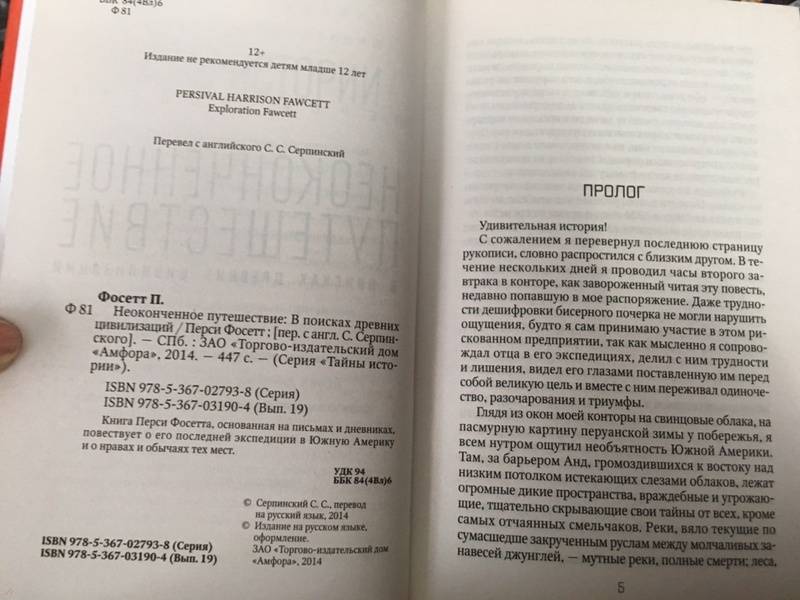 ББК 84(4Вл)6
Ф 81
12+
Издание не рекомендуется детям младше 12 лет
PERSIVAL HARRISON FAWCETT
Exploration Fawcett
Перевел с английского С. С. Серпинский
Фосетт П.
Ф 81 Неоконченное путешествие: В поисках древних
цивилизаций / Перси Фосетт ; [пер. с англ. С. Серпин-
ского]. — СПб. : ЗАО «Торгово-издательский дом
«Амфора», 2014. — 447 с. — (Серия «Тайны исто-
рии»).
ISBN 978-5-367-02793-8 (Серия)
ISBN 978-5-367-03190-4 (Вып. 19)
Книга Перси Фосетта, основанная на письмах и дневниках,
повествует о его последней экспедиции в Южную Америку
и о нравах и обычаях тех мест.
УДК 94
ББК 84(4Вл)6
© Серпинский С. С., перевод
на русский язык, 2014
© Издание на русском языке,
оформление.
ЗАО «Торгово-издательский дом
«Амфора», 2014
ISBN 978-5-367-02793-8 (Серия)
ISBN 978-5-367-03190-4 (Вып. 19)
ПРОЛОГ
Удивительная история!
С сожалением я перевернул последнюю страницу
рукописи, словно распростился с близким другом. В те-
чение нескольких дней я проводил часы второго за-
втрака в конторе, как завороженный читая эту повесть,
недавно попавшую в мое распоряжение. Даже трудно-
сти дешифровки бисерного почерка не могли нарушить
ощущения, будто я сам принимаю участие в этом ри-
скованном предприятии, так как мысленно я сопрово-
ждал отца в его экспедициях, делил с ним трудности
и лишения, видел его глазами поставленную им перед
собой великую цель и вместе с ним переживал одиноче-
ство, разочарования и триумфы.
Глядя из окон моей конторы на свинцовые облака, на
пасмурную картину перуанской зимы у побережья, я
всем нутром ощутил необъятность Южной Америки.
Там, за барьером Анд, громоздившихся к востоку над
низким потолком истекающих слезами облаков, лежат
огромные дикие пространства, враждебные и угрожаю-
щие, тщательно скрывающие свои тайны от всех, кроме
самых отчаянных смельчаков. Реки, вяло текущие по
сумасшедше закрученным руслам между молчаливых за-
навесей джунглей, — мутные реки, полные смерти; леса,
5